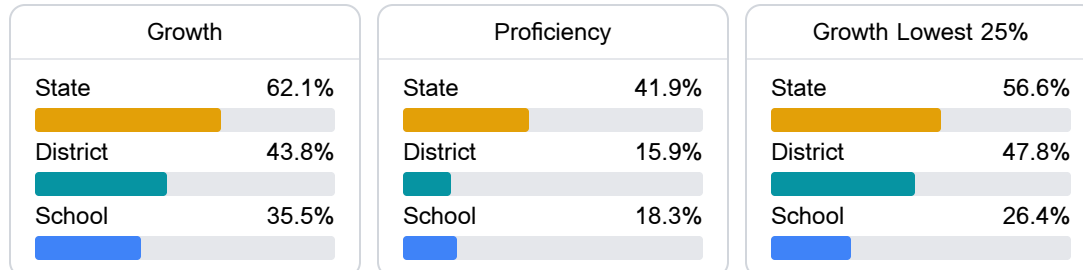 Growth
State 62.1%
District 43.8%
School 35.5%
Proficiency
State 41.9%
District 15.9%
School 18.3%
Growth Lowest 25%
State 56.6%
District 47.8%
School 26.4%